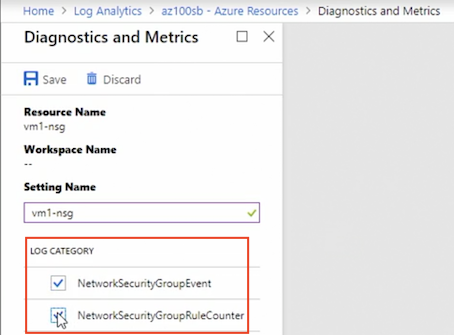 Home > Log Analytics > az100sb - Azure Resources > Diagnostics and Metrics
Diagnostics and Metrics
Save Discard
Resource Name
vm1-nsg
Workspace Name
--
Setting Name
vm1-nsg
LOG CATEGORY
NetworkSecurityGroupEvent
NetworkSecurityGroupRuleCounter